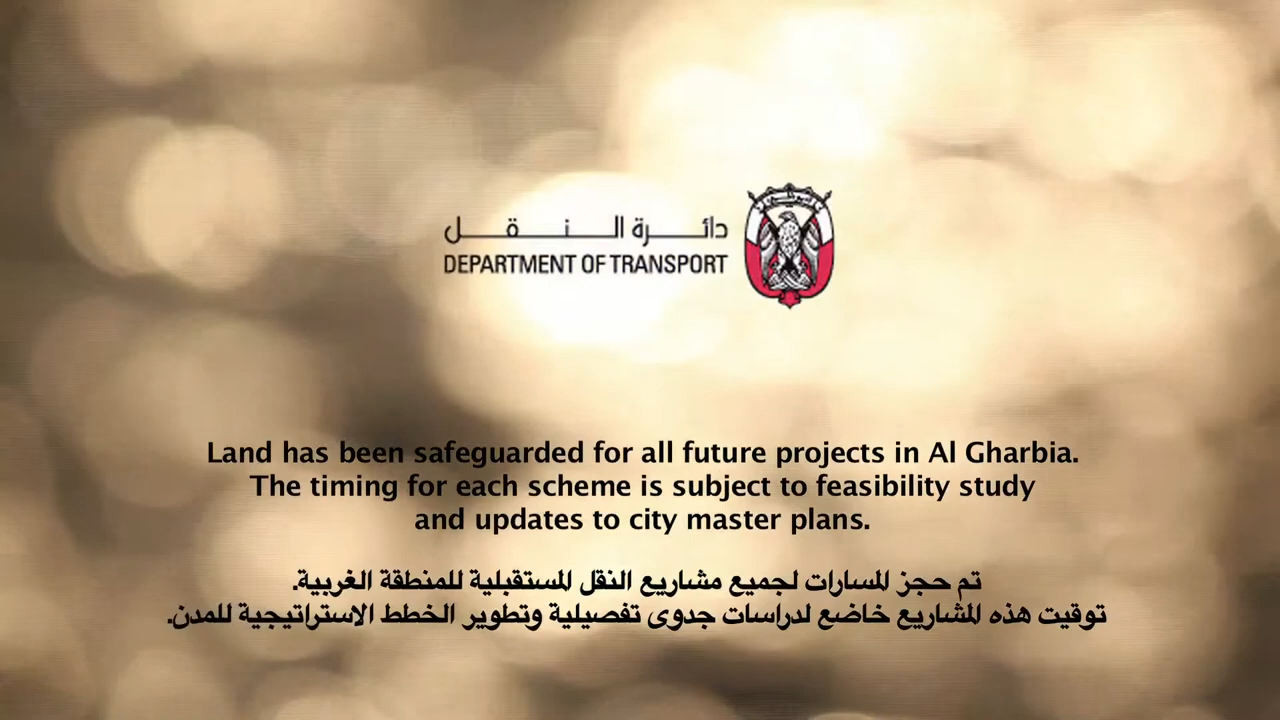 دائرة النقل
DEPARTMENT OF TRANSPORT
Land has been safeguarded for all future projects in Al Gharbia.
The timing for each scheme is subject to feasibility study
and updates to city master plans.
تم حجز المسارات لجميع مشاريع النقل المستقبلية للمنطقة الغربية.
توقيت هذه المشاريع خاضع لدراسات جدوى تفصيلية وتطوير الخطط الاستراتيجية للمدن.